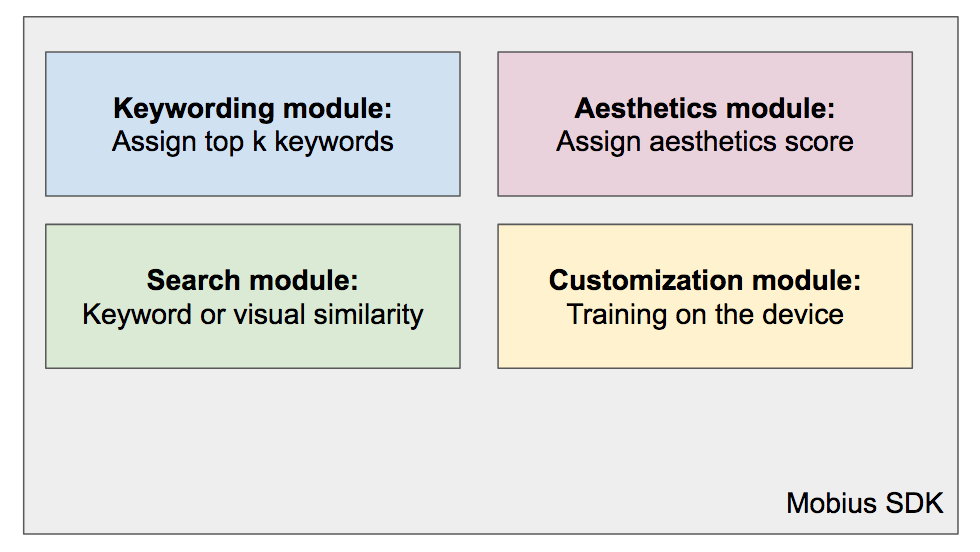 Keywording module:
Assign top k keywords
Aesthetics module:
Assign aesthetics score
Search module:
Keyword or visual similarity
Customization module:
Training on the device
Mobius SDK